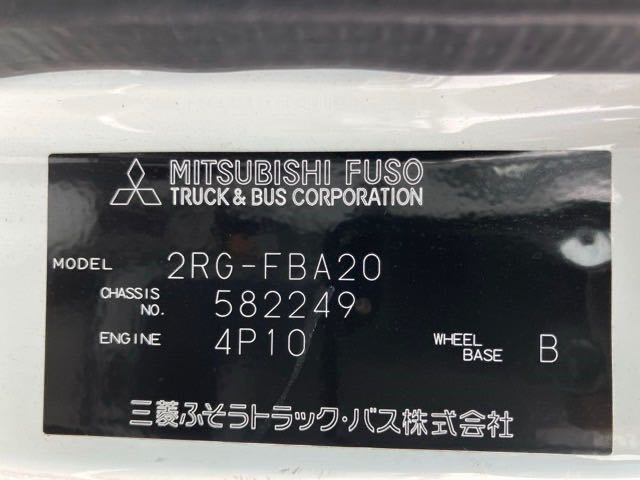 MITSUBISHI FUSO
TRUCK & BUS CORPORATION
MODEL 2RG-FBA20
CHASSIS NO. 582249
ENGINE 4P10 WHEEL BASE B
三菱ふそうトラック・バス株式会社